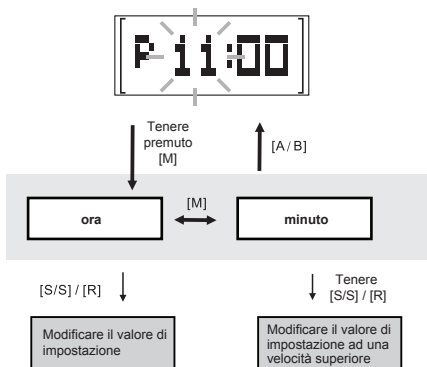 P 11:00
Tenere
premuto
[M]
[A/B]
ora
[M]
minuto
[S/S] / [R]
Tenere
[S/S] / [R]
Modificare il valore di
impostazione
Modificare il valore di
impostazione ad una
velocità superiore